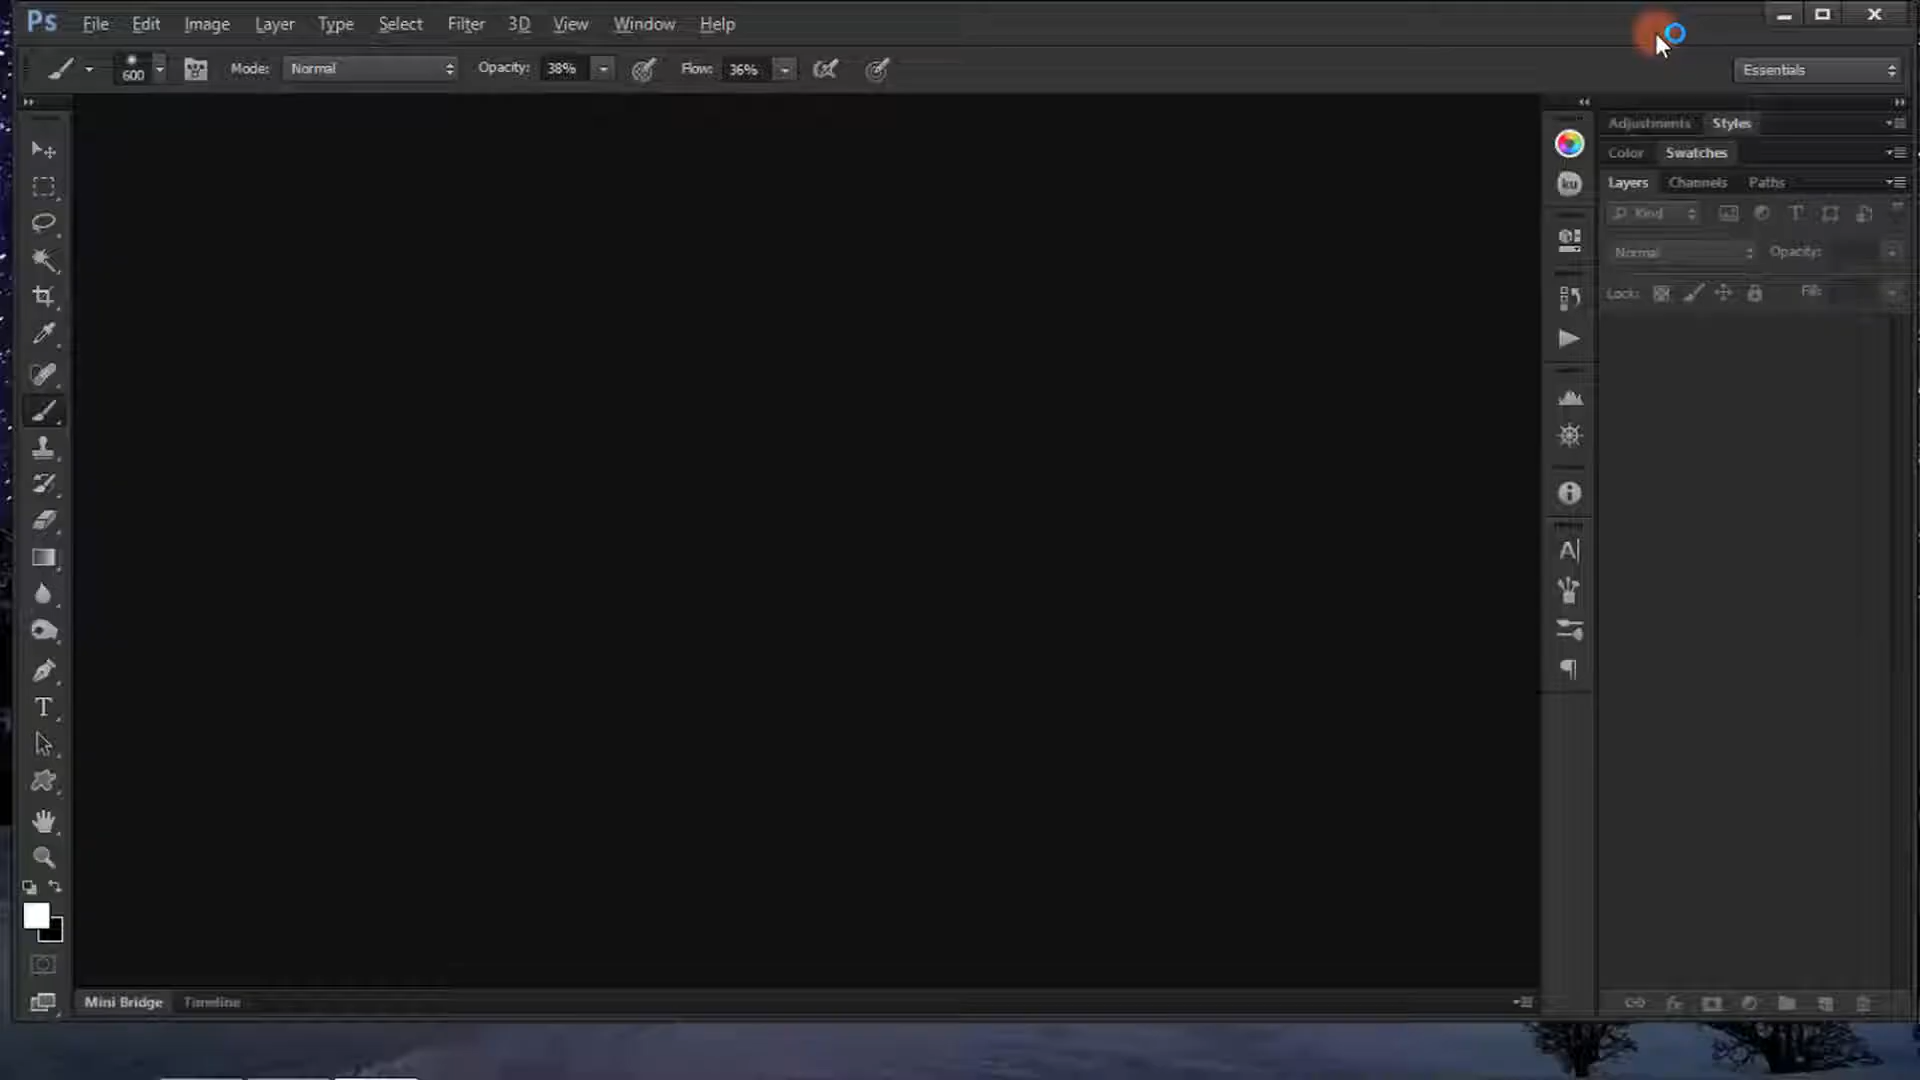 Ps File Edit Image Layer Type Select Filter 3D View Window Help
600 Mode: Normal Opacity: 38% Flow: 36% Essentials
Adjustments Styles
Color Swatches
Layers Channels Paths
Kind T
Normal Opacity:
Lock: Fill:
ku
A
T
Mini Bridge Timeline